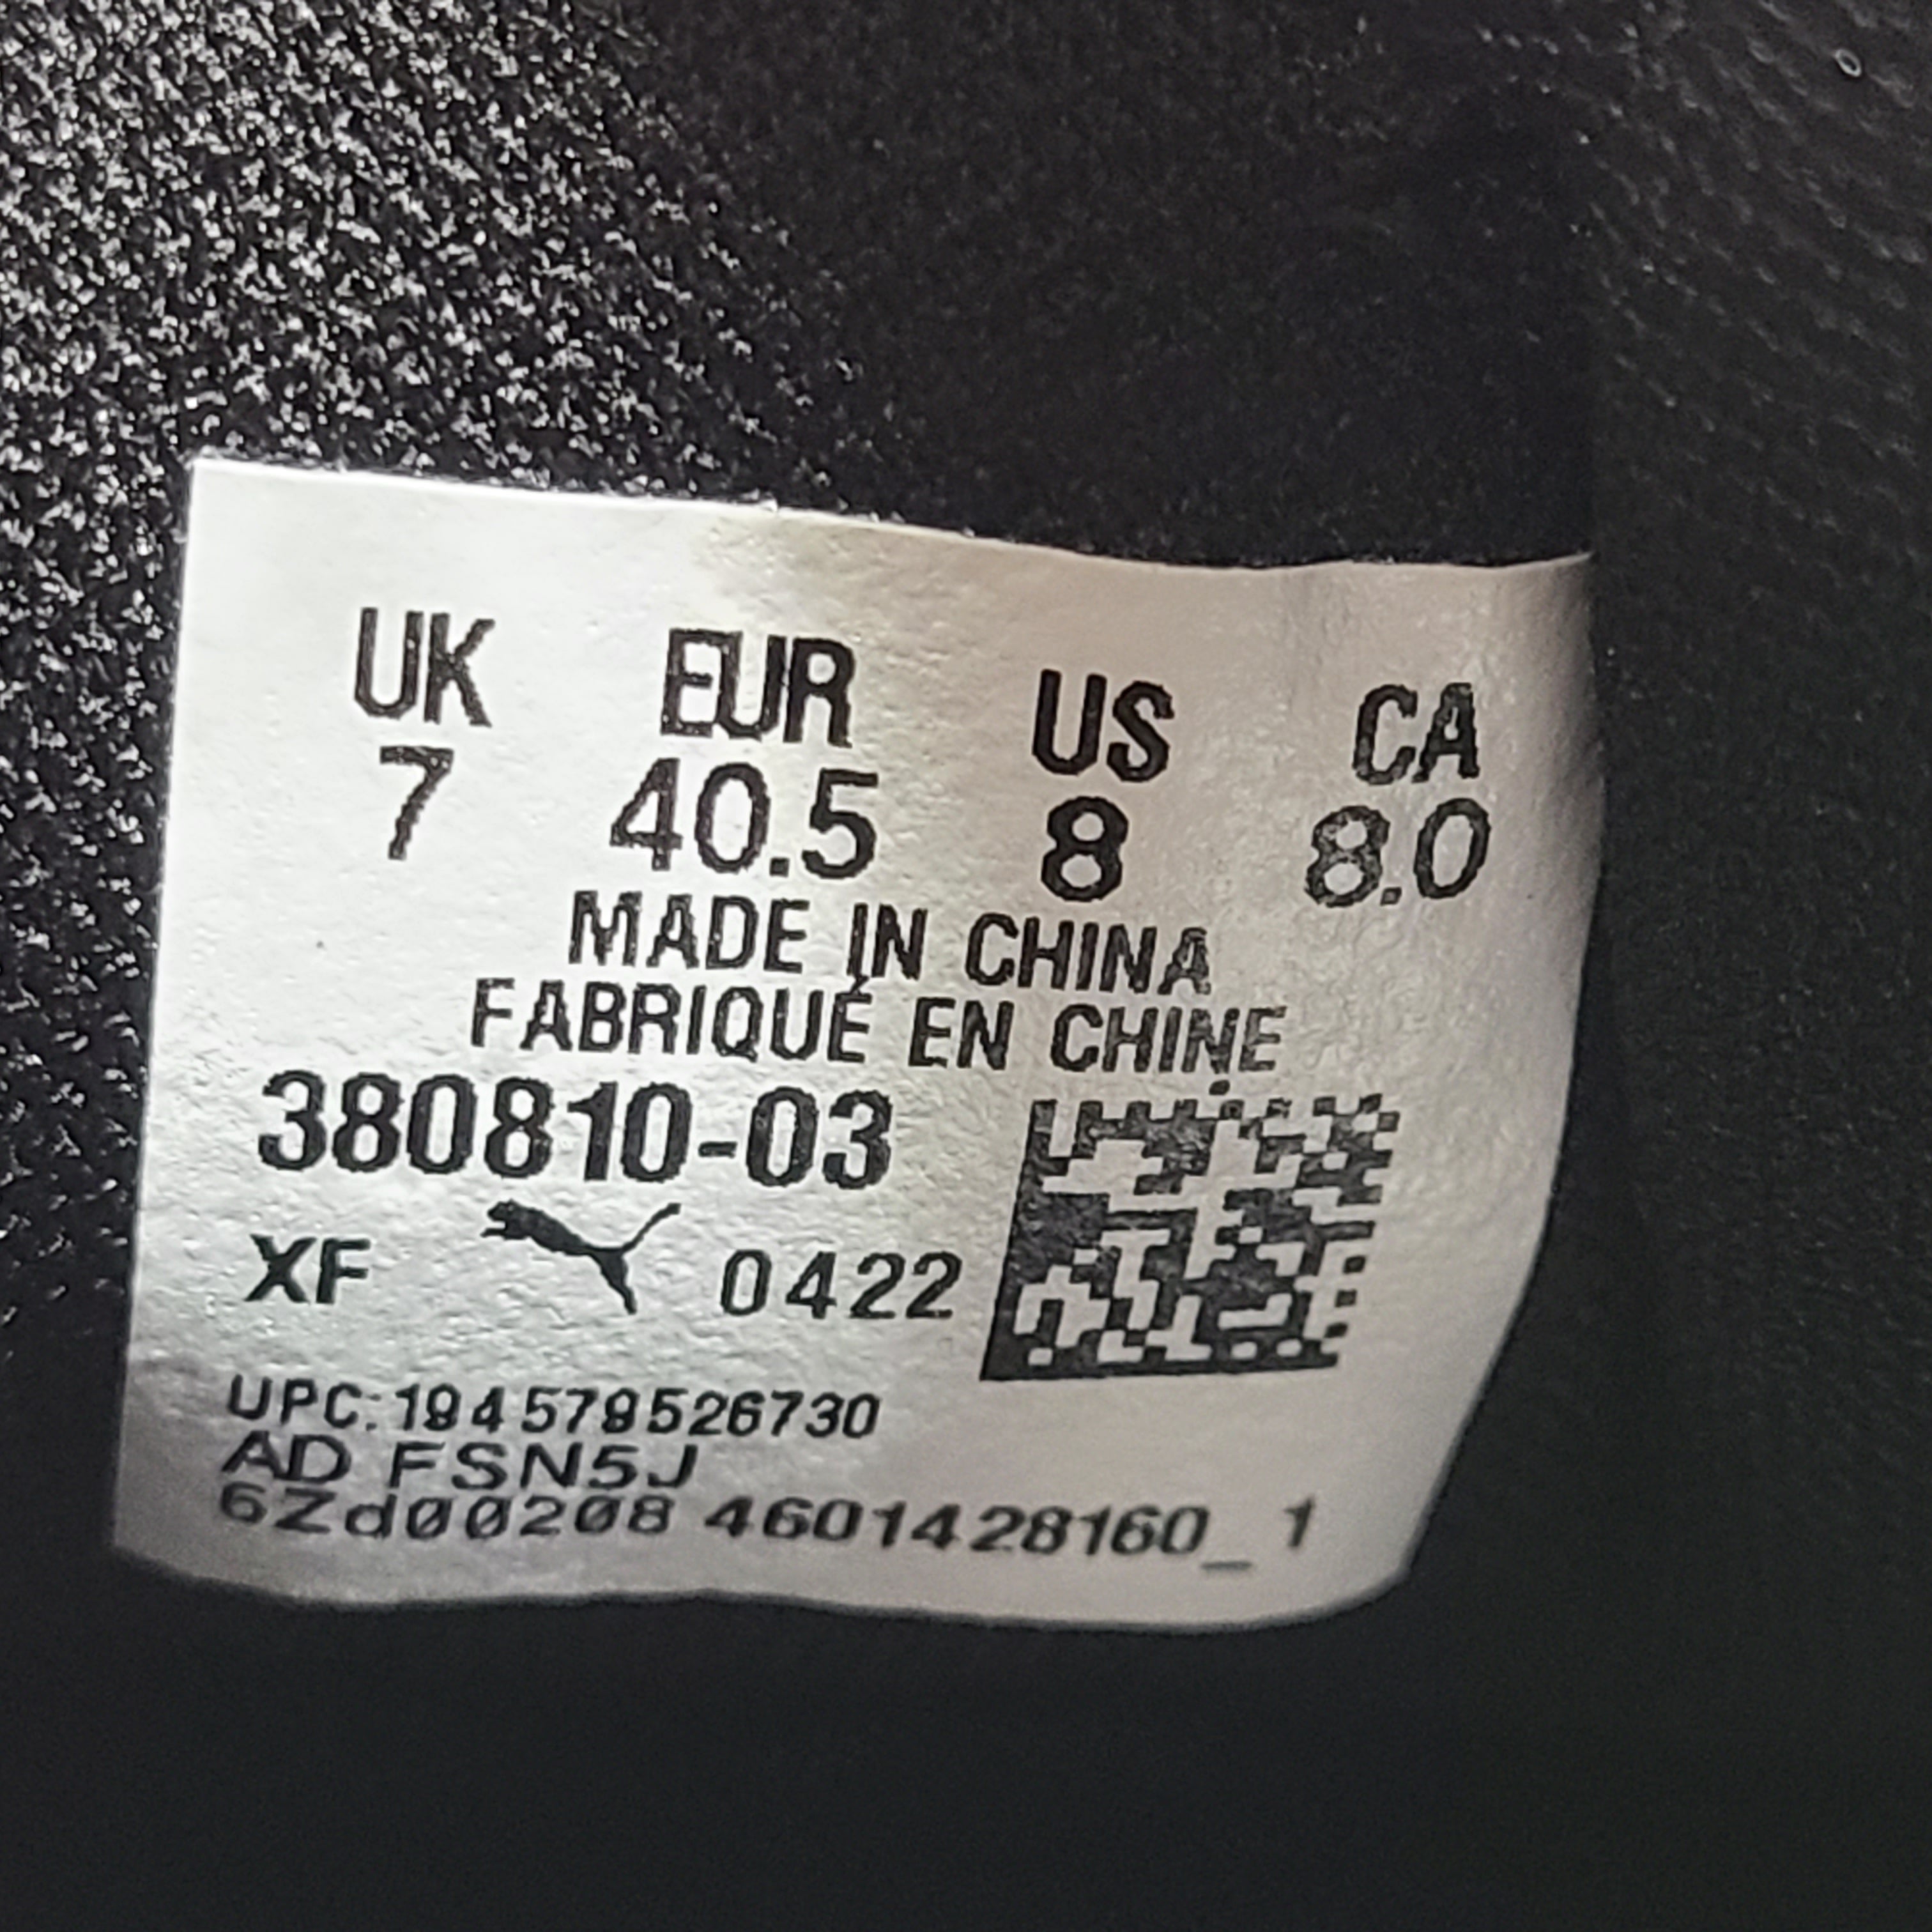 UK EUR US CA
7 40.5 8 8.0
MADE IN CHINA
FABRIQUÉ EN CHINE
380810-03
XF 0422
UPC:194579526730
AD FSN5J
6Zd00208 4601428160_1